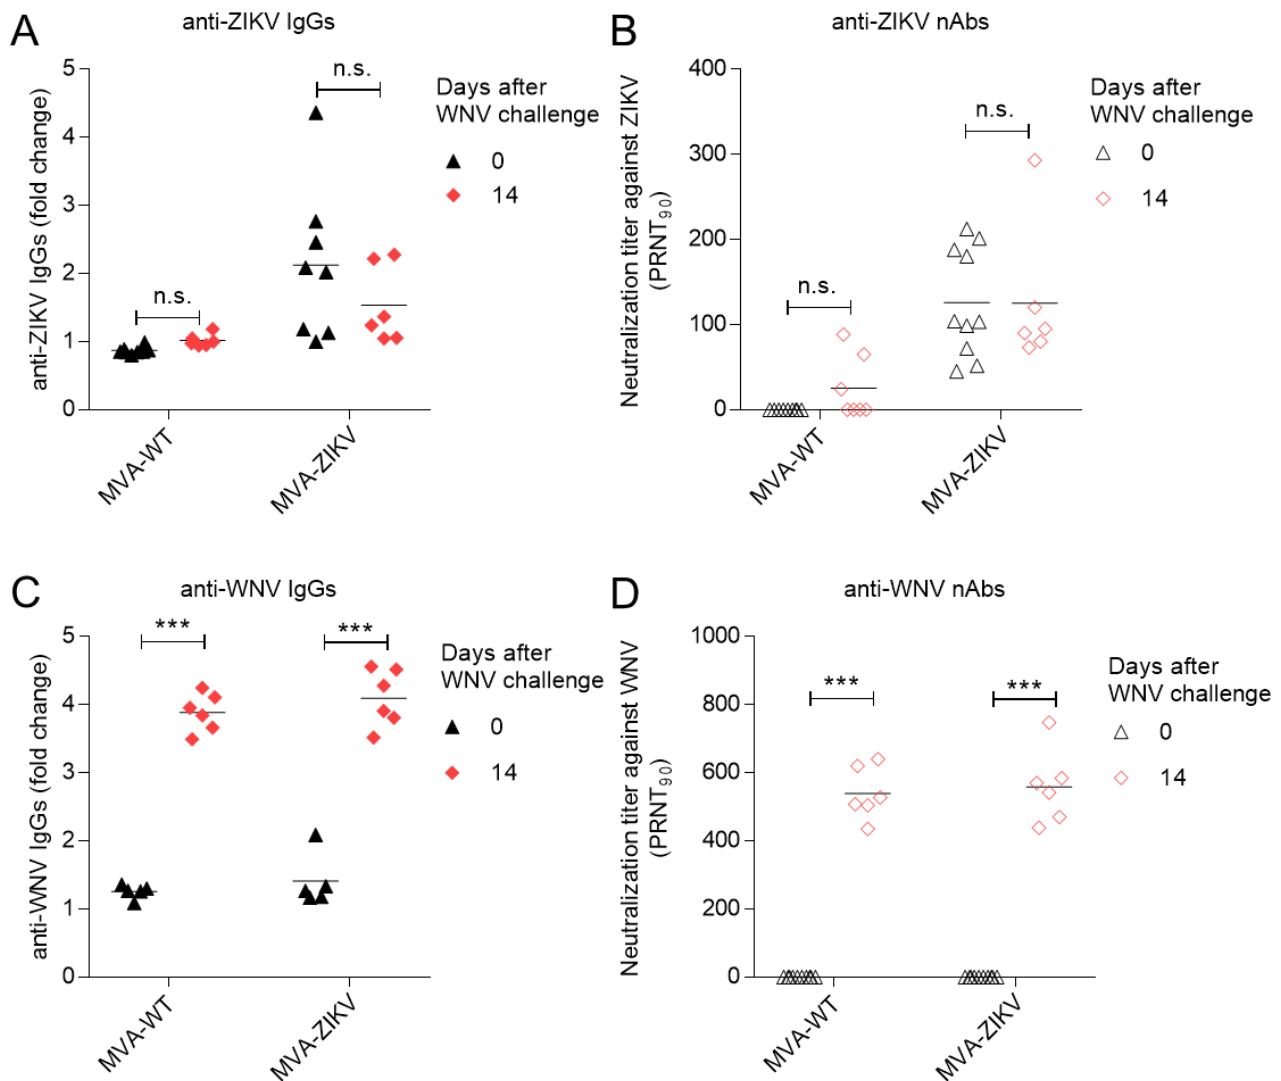 A
anti-ZIKV IgGs
anti-ZIKV IgGs (fold change)
5
4
3
2
1
0
n.s.
n.s.
MVA-WT
MVA-ZIKV
Days after
WNV challenge
0
14
B
anti-ZIKV nAbs
Neutralization titer against ZIKV
(PRNT90)
400
300
200
100
0
n.s.
n.s.
MVA-WT
MVA-ZIKV
Days after
WNV challenge
0
14
C
anti-WNV IgGs
anti-WNV IgGs (fold change)
5
4
3
2
1
0
***
***
MVA-WT
MVA-ZIKV
Days after
WNV challenge
0
14
D
anti-WNV nAbs
Neutralization titer against WNV
(PRNT90)
1000
800
600
400
200
0
***
***
MVA-WT
MVA-ZIKV
Days after
WNV challenge
0
14